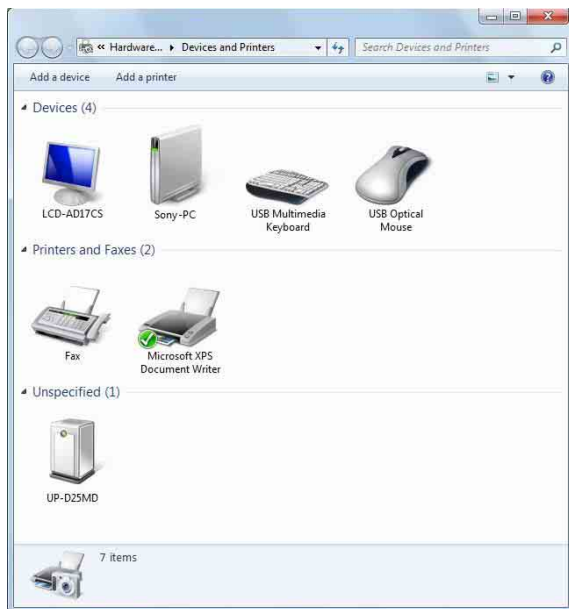 « Hardware... ▸ Devices and Printers
Search Devices and Printers
Add a device Add a printer
Devices (4)
LCD-AD17CS
Sony-PC
USB Multimedia
Keyboard
USB Optical
Mouse
Printers and Faxes (2)
Fax
Microsoft XPS
Document Writer
Unspecified (1)
UP-D25MD
7 items